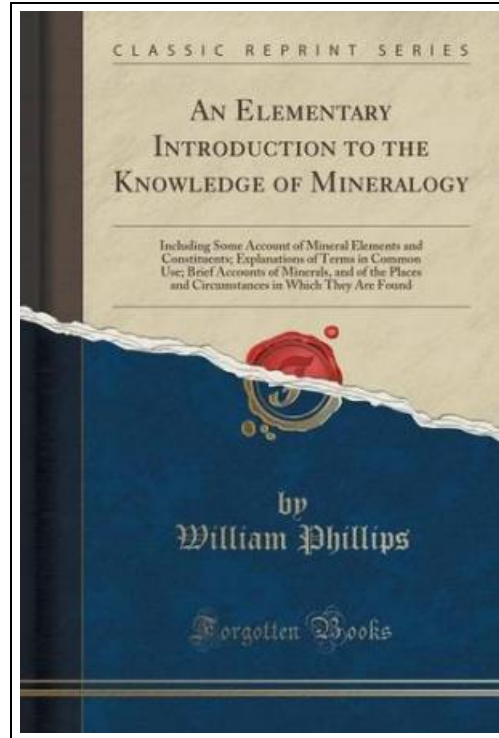 CLASSIC REPRINT SERIES
AN ELEMENTARY
INTRODUCTION TO THE
KNOWLEDGE OF MINERALOGY
Including Some Account of Mineral Elements and
Constituents; Explanations of Terms in Common
Use; Brief Accounts of Minerals, and of the Places
and Circumstances in Which They Are Found
by
William Phillips
Forgotten Books